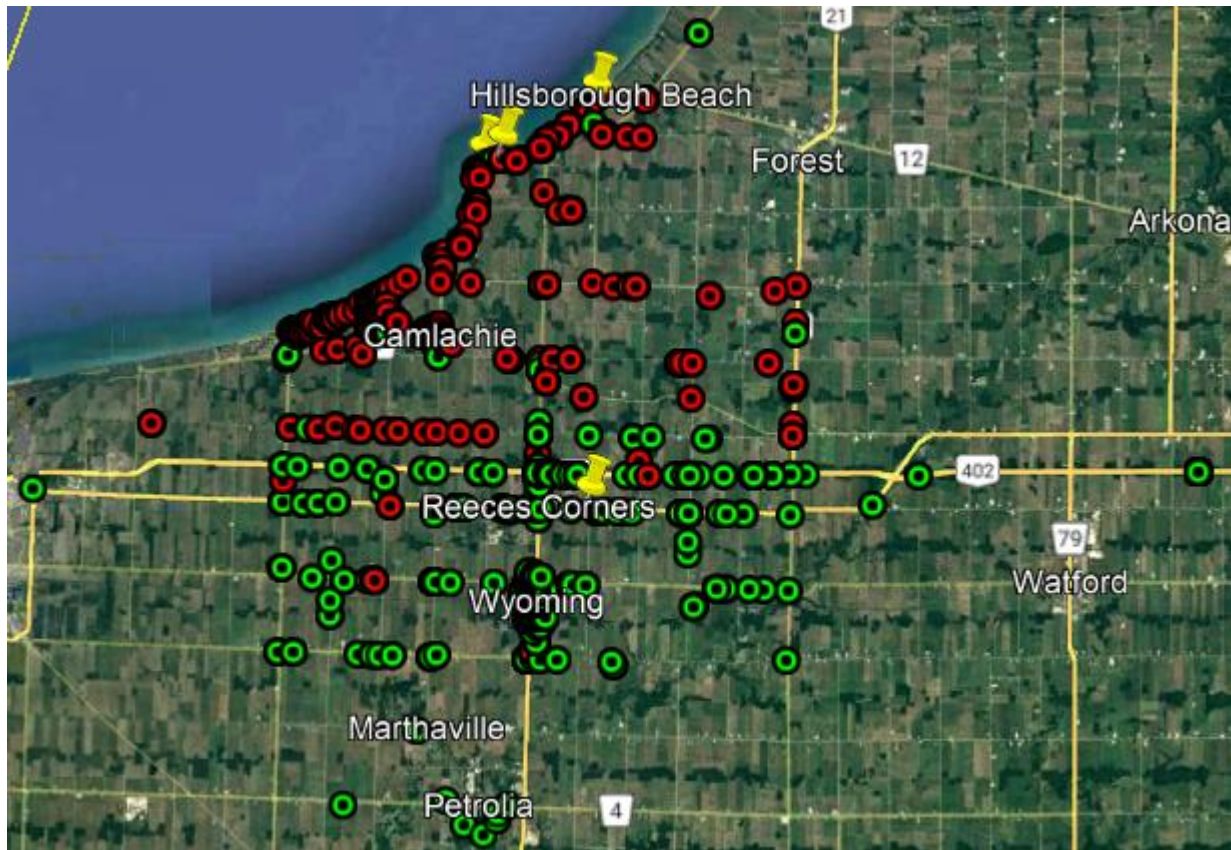 21
Hillsborough Beach
Forest
12
Arkona
Camlachie
402
Reeces Corners
79
Watford
Wyoming
Marthaville
Petrolia
4